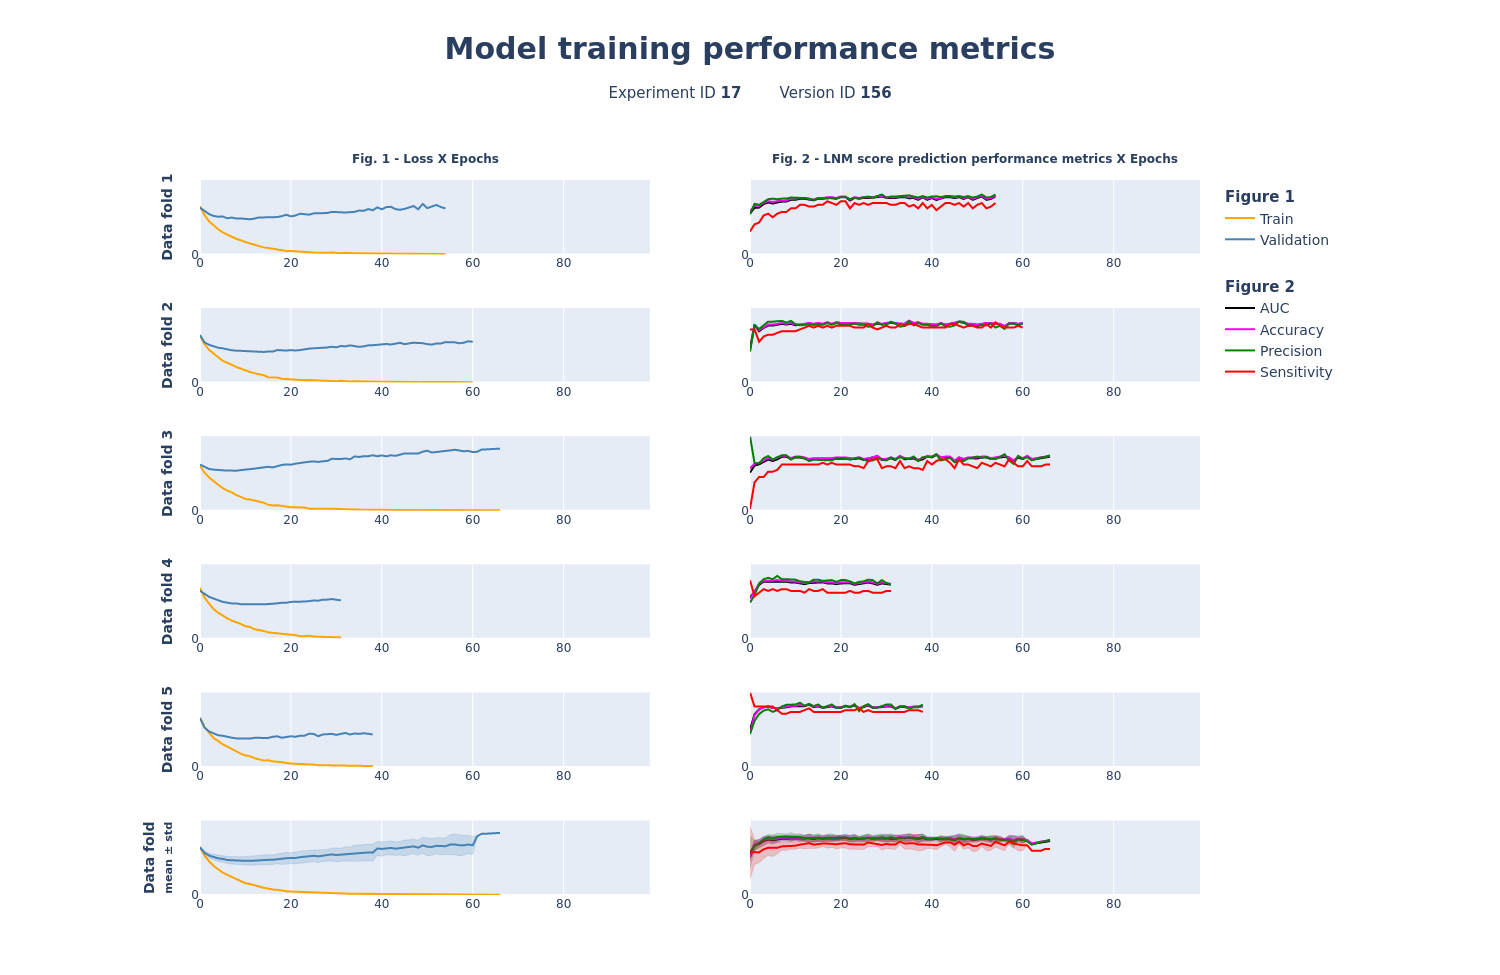 Model training performance metrics
Experiment ID 17 Version ID 156
Fig. 1 - Loss X Epochs
Fig. 2 - LNM score prediction performance metrics X Epochs
Data fold 1
0
0 20 40 60 80
0
0 20 40 60 80
Figure 1
Train
Validation
Figure 2
AUC
Accuracy
Precision
Sensitivity
Data fold 2
0
0 20 40 60 80
0
0 20 40 60 80
Data fold 3
0
0 20 40 60 80
0
0 20 40 60 80
Data fold 4
0
0 20 40 60 80
0
0 20 40 60 80
Data fold 5
0
0 20 40 60 80
0
0 20 40 60 80
Data fold
mean ± std
0
0 20 40 60 80
0
0 20 40 60 80